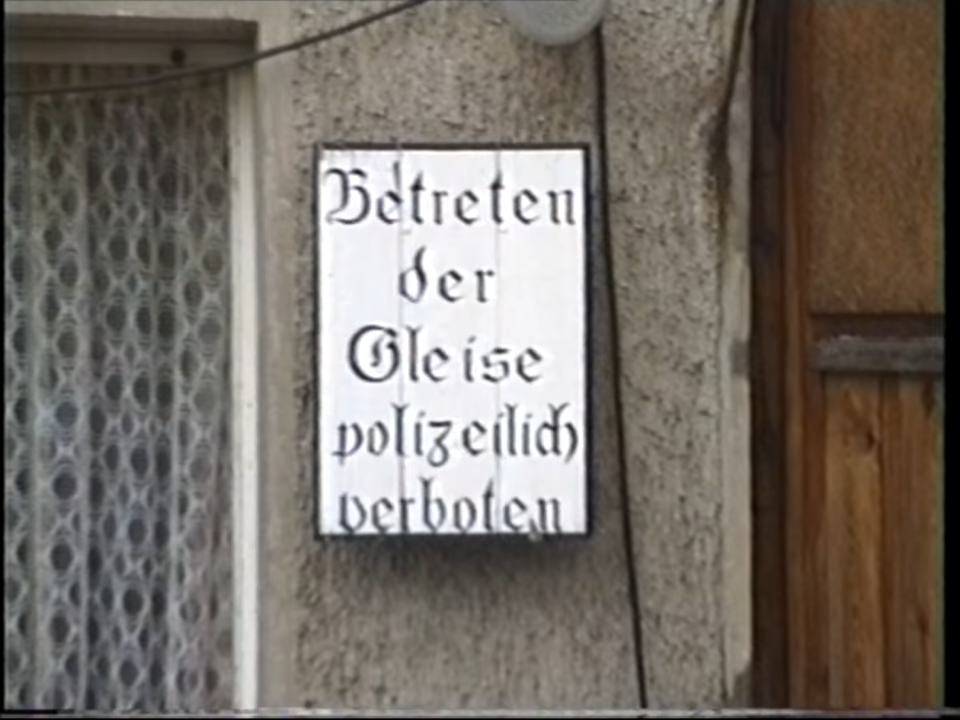 Betreten
der
Gleise
polizeilich
verboten